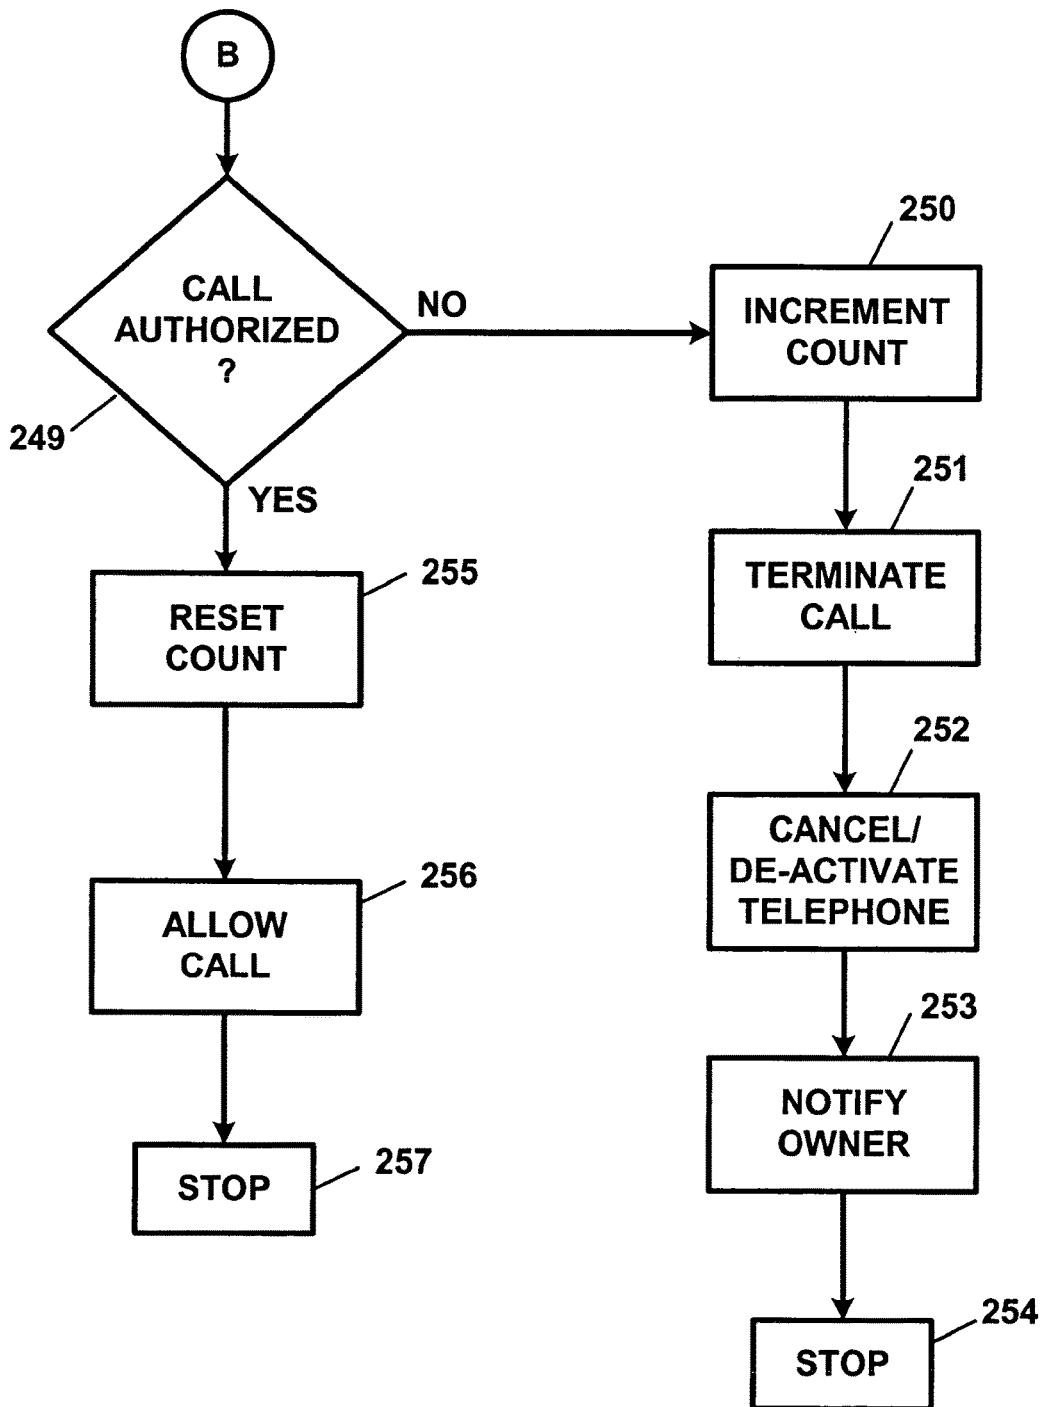 B
CALL
AUTHORIZED
?
249
NO
YES
250
INCREMENT
COUNT
251
TERMINATE
CALL
252
CANCEL/
DE-ACTIVATE
TELEPHONE
253
NOTIFY
OWNER
254
STOP
255
RESET
COUNT
256
ALLOW
CALL
257
STOP